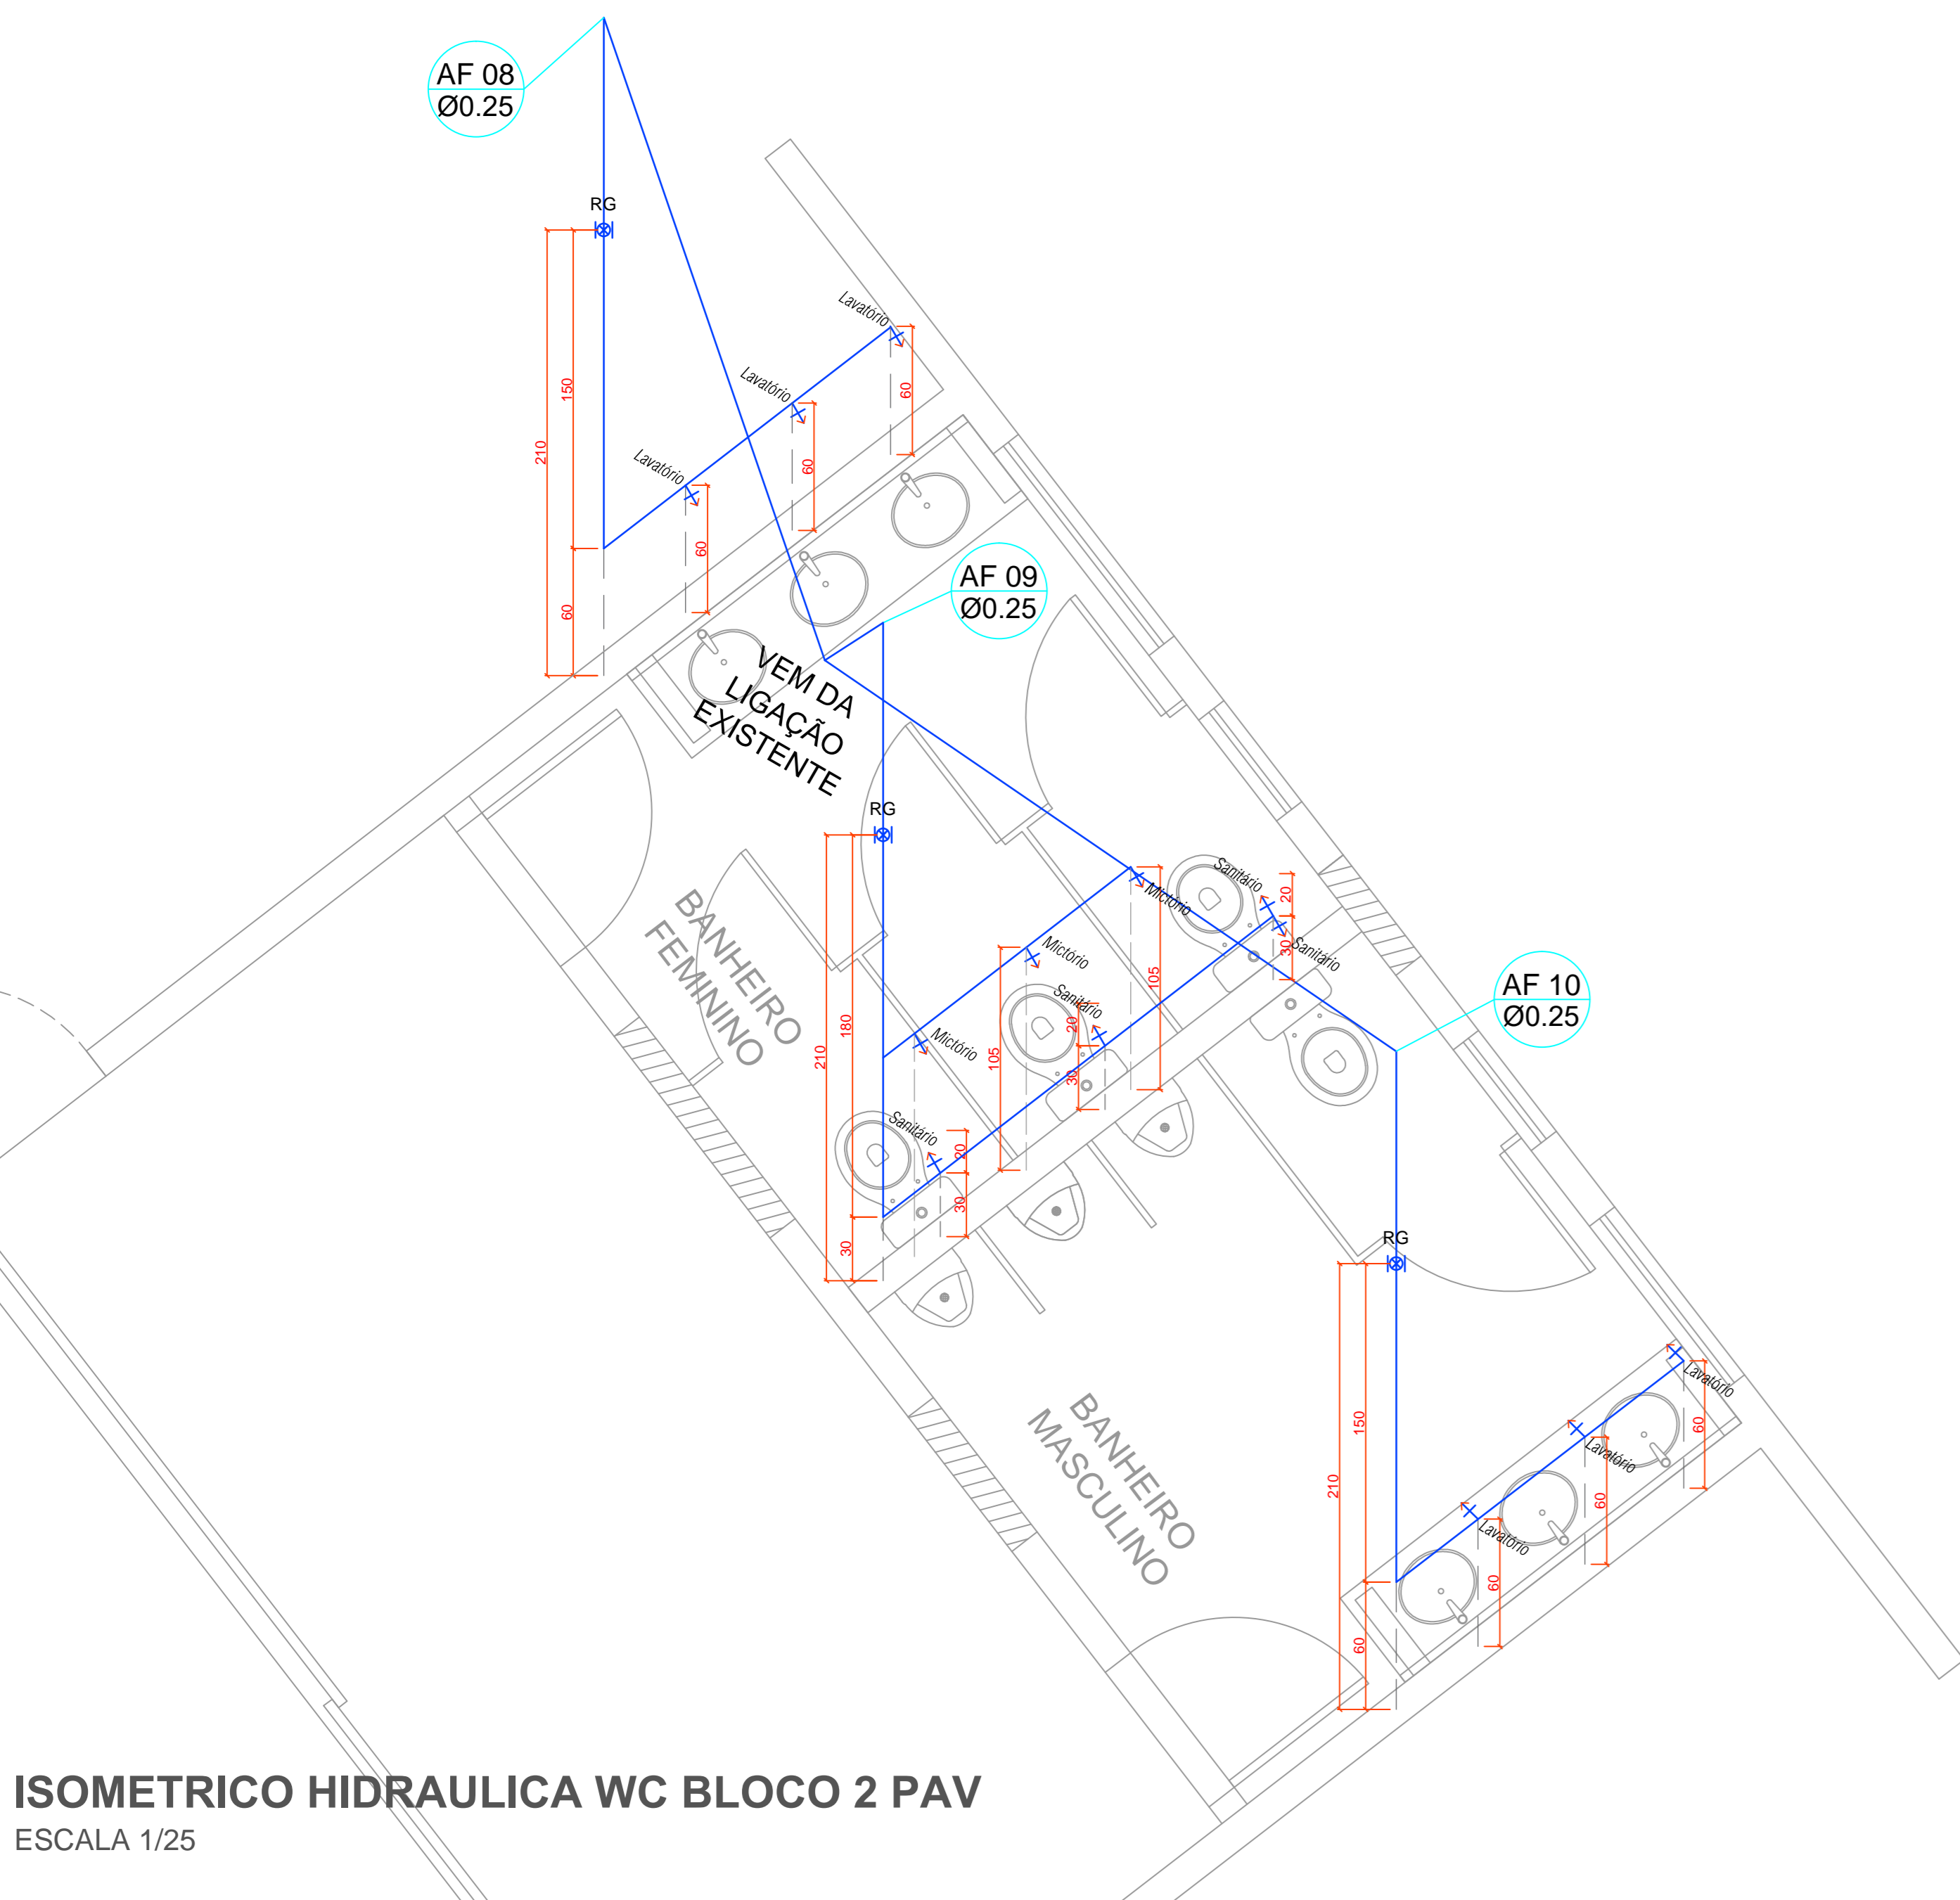 AF 08
Ø0.25
RG
Lavatório
Lavatório
Lavatório
150
210
60
60
60
60
AF 09
Ø0.25
VEM DA
LIGAÇÃO
EXISTENTE
RG
BANHEIRO
FEMININO
Sanitário
Mictório
20
30
Sanitário
Mictório
Sanitário
20
30
105
105
Mictório
180
210
Sanitário
20
30
30
AF 10
Ø0.25
RG
BANHEIRO
MASCULINO
Lavatório
Lavatório
Lavatório
150
210
60
60
60
60
ISOMETRICO HIDRAULICA WC BLOCO 2 PAV
ESCALA 1/25